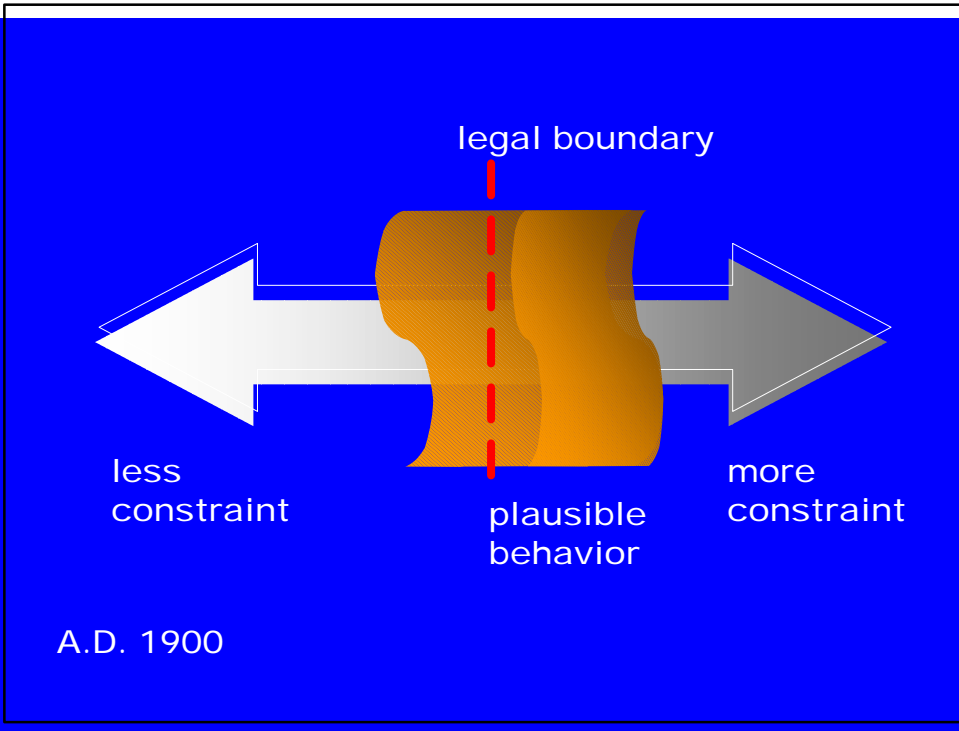 legal boundary
less
constraint
plausible
behavior
more
constraint
A.D. 1900